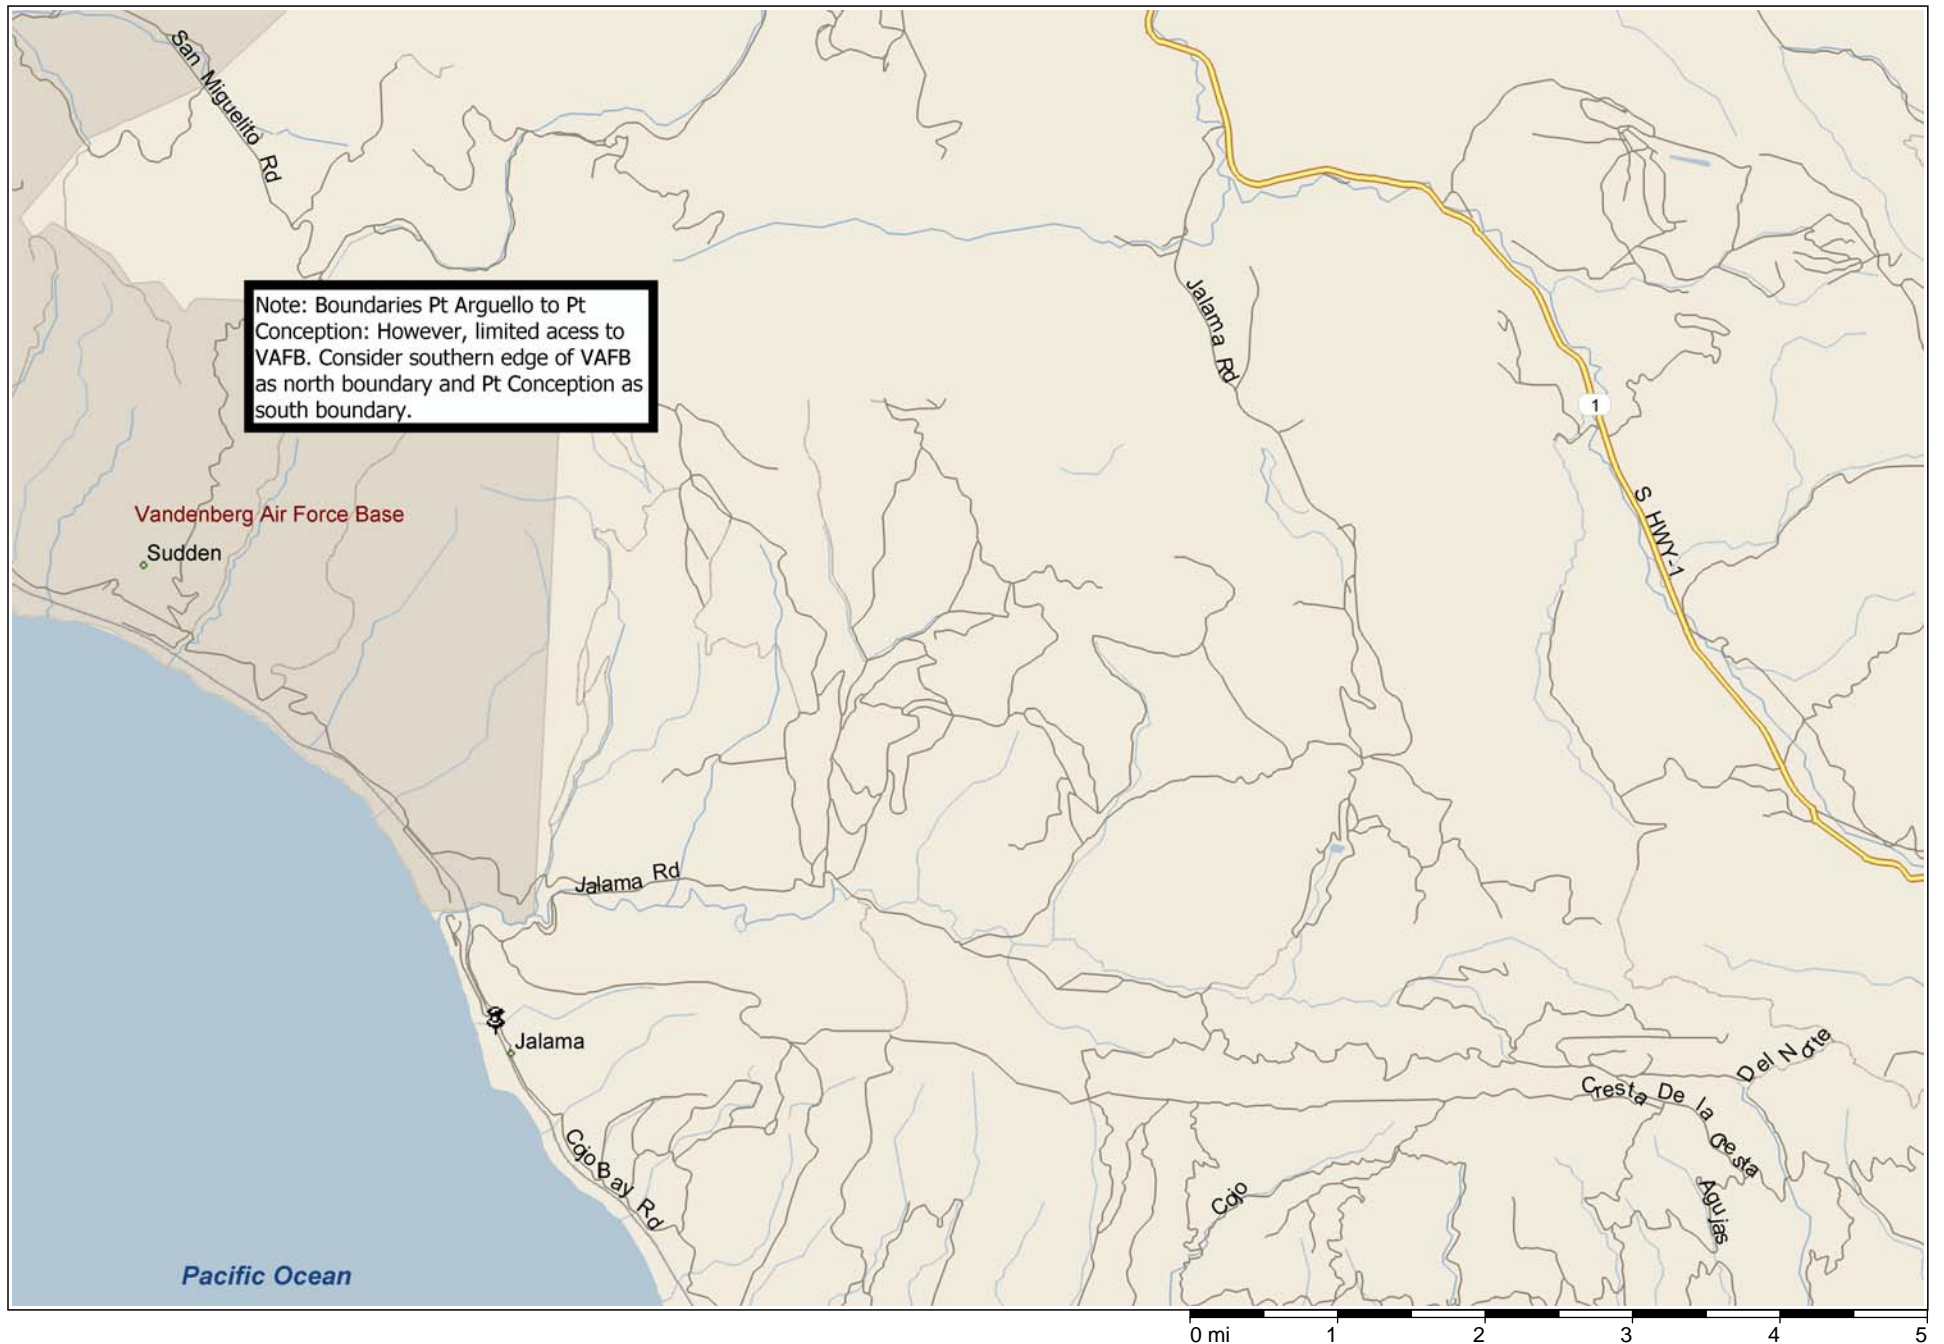 San Miguelito Rd
Note: Boundaries Pt Arguello to Pt
Conception: However, limited acess to
VAFB. Consider southern edge of VAFB
as north boundary and Pt Conception as
south boundary.
Jalama Rd
1
S HWY-1
Vandenberg Air Force Base
Sudden
Jalama Rd
Jalama
Del Norte
Cresta De la Cresta
Cojo Bay Rd
Cojo
Agujas
Pacific Ocean
0 mi 1 2 3 4 5